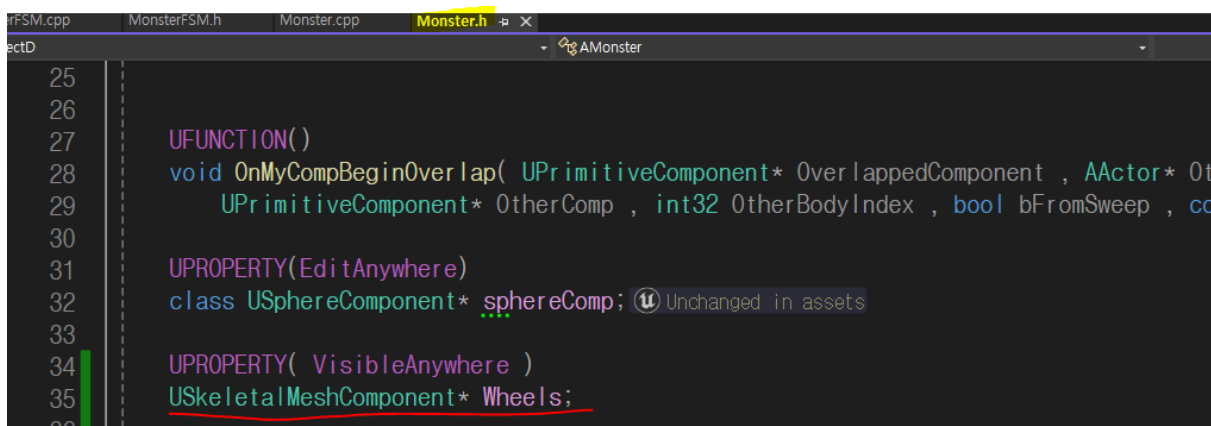 erFSM.cpp MonsterFSM.h Monster.cpp Monster.h
ectD AMonster
25
26
27 UFUNCTION()
28 void OnMyCompBeginOverlap( UPrimitiveComponent* OverlappedComponent , AActor* Ot
29 UPrimitiveComponent* OtherComp , int32 OtherBodyIndex , bool bFromSweep , co
30
31 UPROPERTY(EditAnywhere)
32 class USphereComponent* sphereComp; Unchanged in assets
33
34 UPROPERTY( VisibleAnywhere )
35 USkeletalMeshComponent* Wheels;